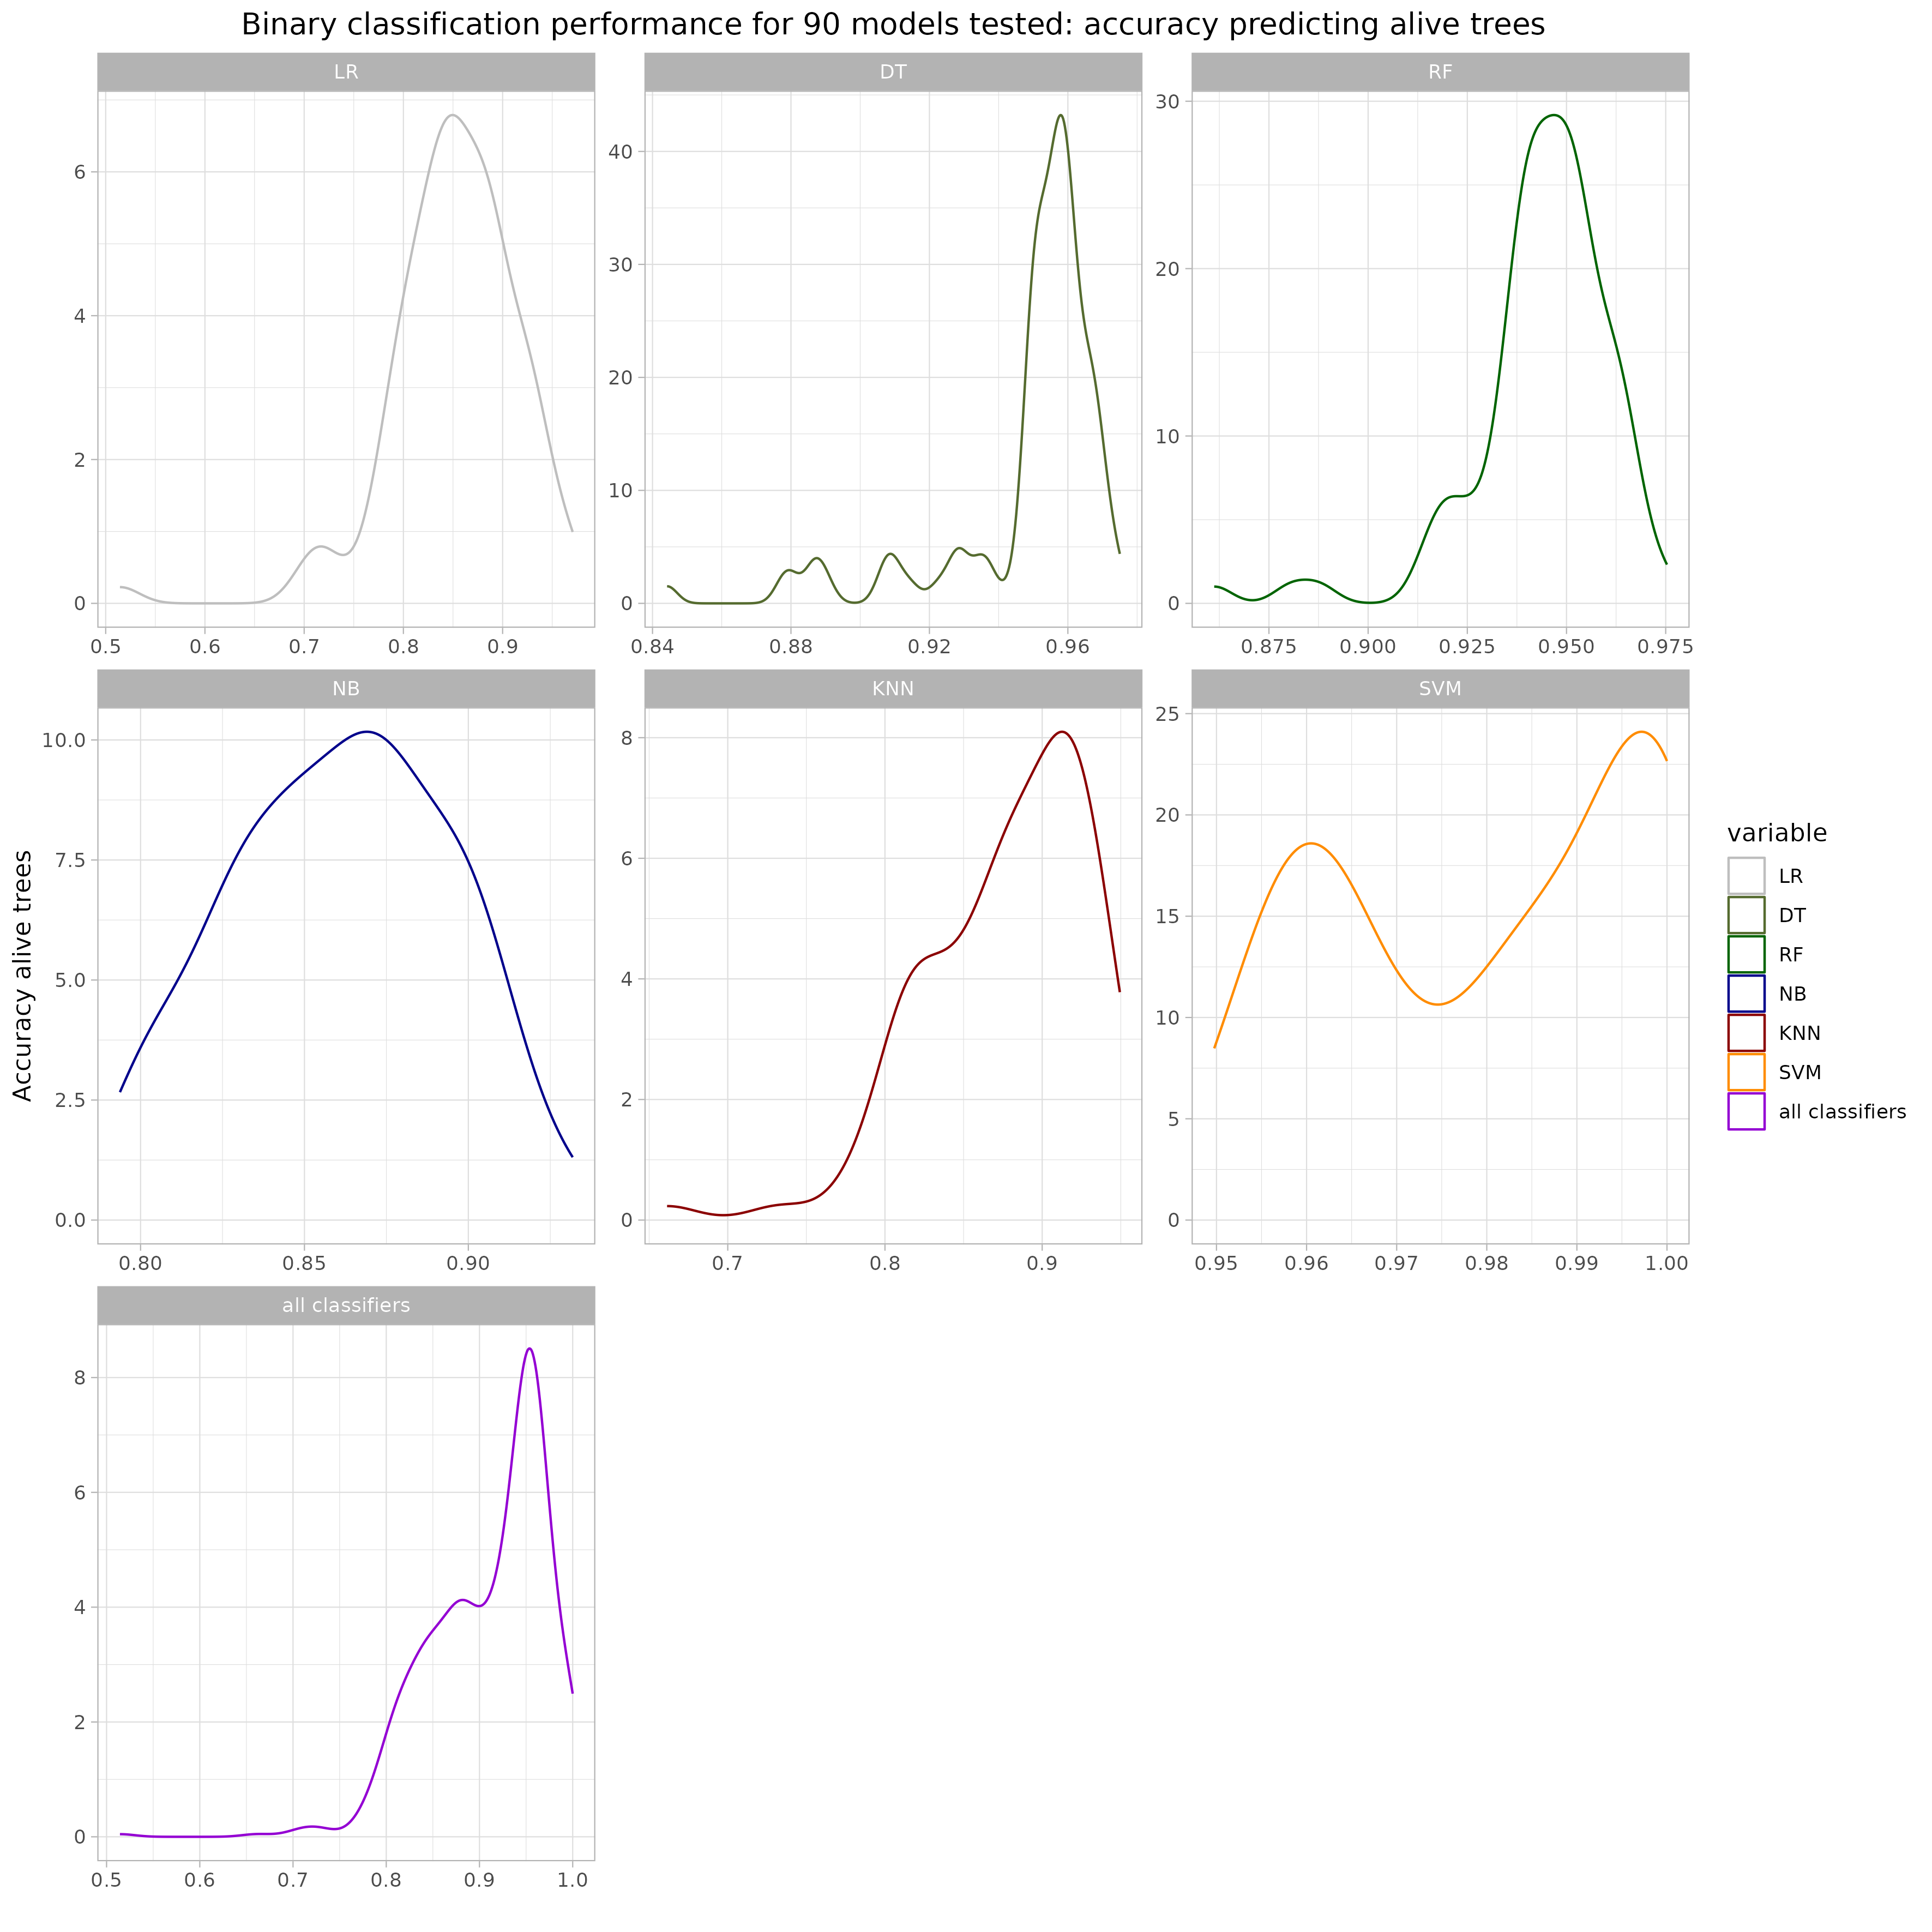 Binary classification performance for 90 models tested: accuracy predicting alive trees
LR
DT
RF
6
4
2
0
0.5 0.6 0.7 0.8 0.9
40
30
20
10
0
0.84 0.88 0.92 0.96
30
20
10
0
0.875 0.900 0.925 0.950 0.975
NB
KNN
SVM
10.0
7.5
5.0
2.5
0.0
0.80 0.85 0.90
8
6
4
2
0
0.7 0.8 0.9
25
20
15
10
5
0
0.95 0.96 0.97 0.98 0.99 1.00
all classifiers
8
6
4
2
0
0.5 0.6 0.7 0.8 0.9 1.0
Accuracy alive trees
variable
LR
DT
RF
NB
KNN
SVM
all classifiers